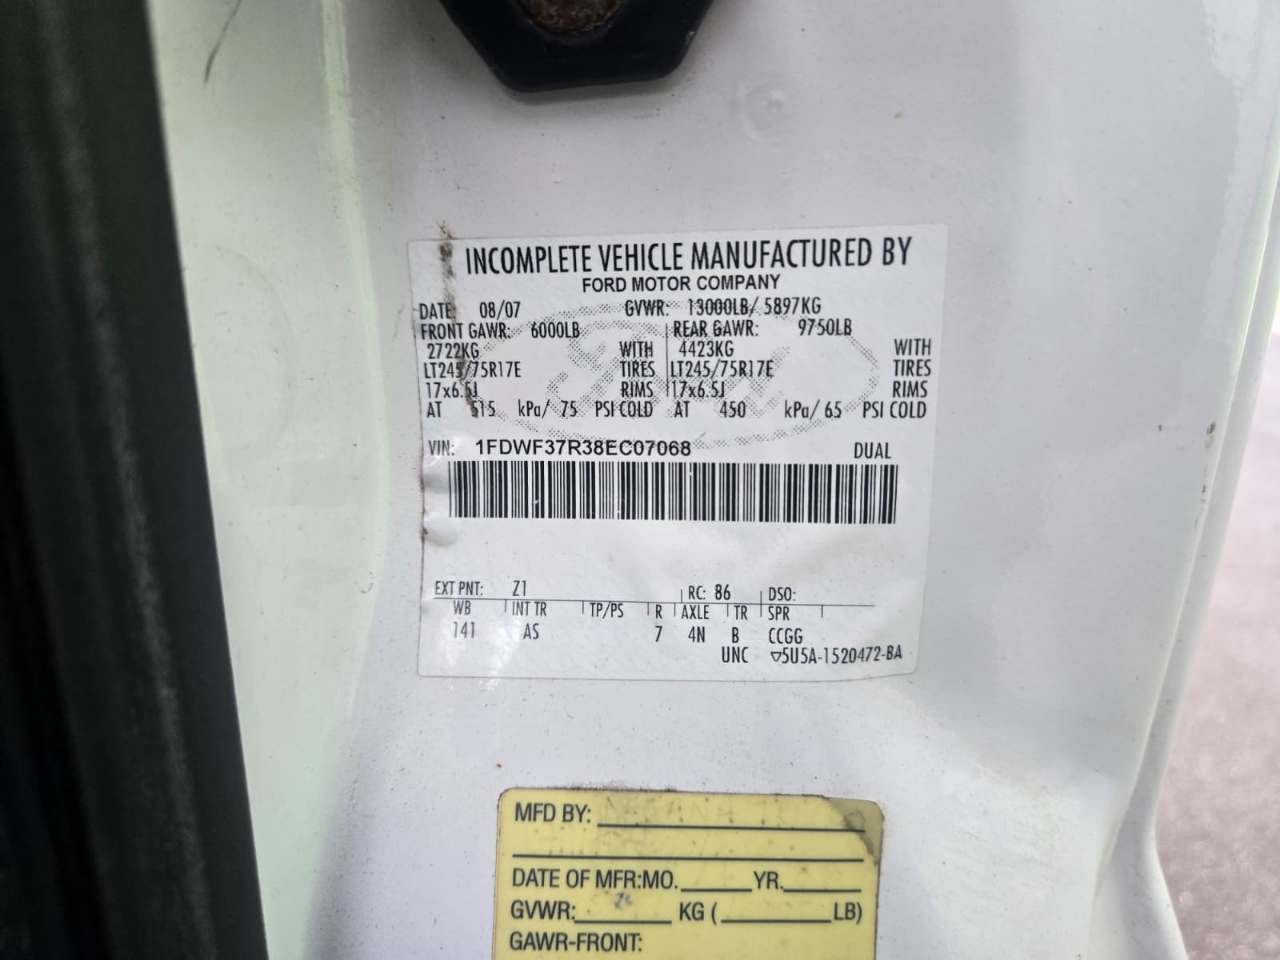 INCOMPLETE VEHICLE MANUFACTURED BY
FORD MOTOR COMPANY
DATE: 08/07 GVWR: 13000LB/ 5897KG
FRONT GAWR: 6000LB REAR GAWR: 9750LB
2722KG WITH 4423KG WITH
LT245/75R17E TIRES LT245/75R17E TIRES
17x6.5J RIMS 17x6.5J RIMS
AT 515 kPa/ 75 PSI COLD AT 450 kPa/ 65 PSI COLD
VIN: 1FDWF37R38EC07068 DUAL
EXT PNT: Z1 RC: 86 DSO:
WB INT TR TP/PS R AXLE TR SPR
141 AS 7 4N B CCGG
UNC ▽5U5A-1520472-BA
MFD BY:
DATE OF MFR:MO. YR.
GVWR: KG ( LB)
GAWR-FRONT: